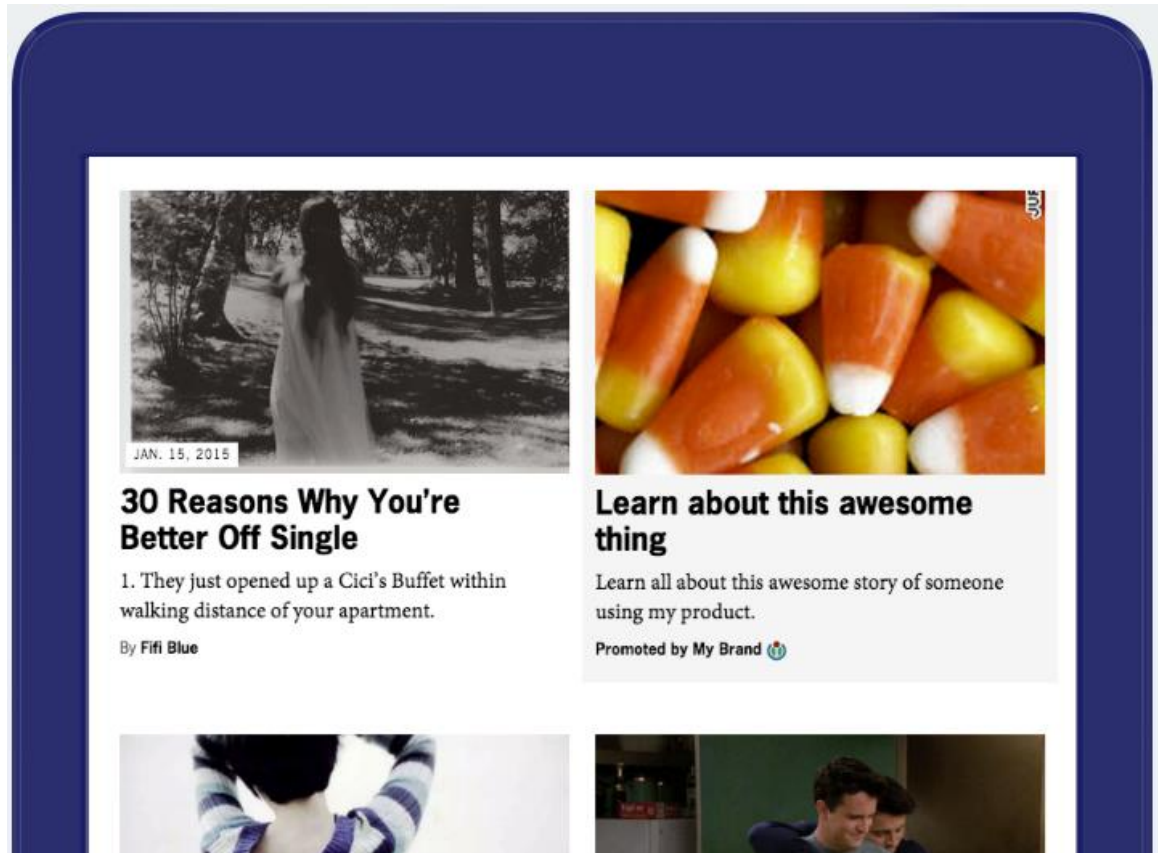 JAN. 15, 2015
30 Reasons Why You're
Better Off Single
1. They just opened up a Cici's Buffet within
walking distance of your apartment.
By Fifi Blue
Learn about this awesome
thing
Learn all about this awesome story of someone
using my product.
Promoted by My Brand